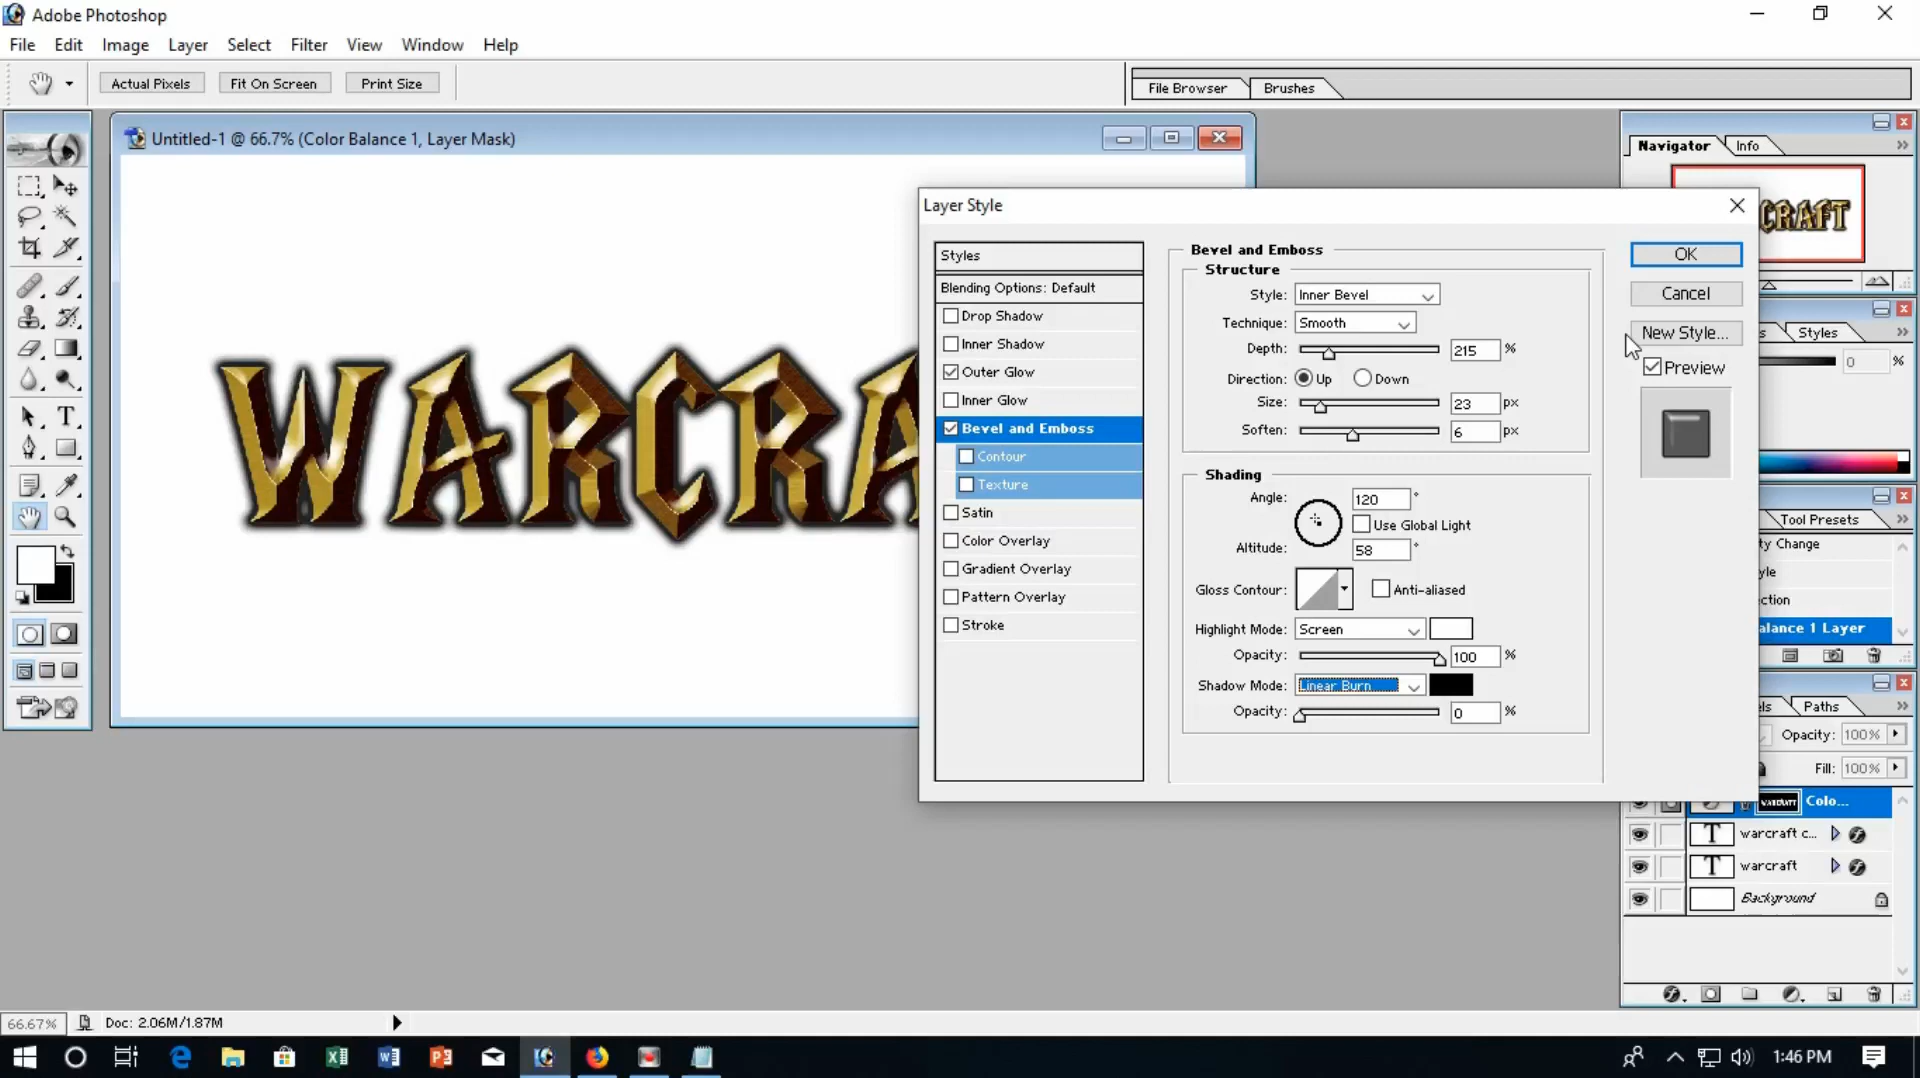 Adobe Photoshop
File Edit Image Layer Select Filter View Window Help
Actual Pixels Fit On Screen Print Size File Browser Brushes
Untitled-1 @ 66.7% (Color Balance 1, Layer Mask)
WARCRA
Layer Style
Styles
Blending Options: Default
Drop Shadow
Inner Shadow
Outer Glow
Inner Glow
Bevel and Emboss
Contour
Texture
Satin
Color Overlay
Gradient Overlay
Pattern Overlay
Stroke
Bevel and Emboss
Structure
Style: Inner Bevel
Technique: Smooth
Depth: 215 %
Direction: Up Down
Size: 23 px
Soften: 6 px
Shading
Angle: 120 °
Use Global Light
Altitude: 58 °
Gloss Contour: Anti-aliased
Highlight Mode: Screen
Opacity: 100 %
Shadow Mode: Linear Burn
Opacity: 0 %
OK
Cancel
New Style...
Preview
Navigator Info
CRAFT
s Styles
0 %
Tool Presets
ty Change
yle
ction
alance 1 Layer
els Paths
Opacity: 100%
Fill: 100%
WARCRAFT Colo...
T warcraft c...
T warcraft
Background
66.67% Doc: 2.06M/1.87M
1:46 PM